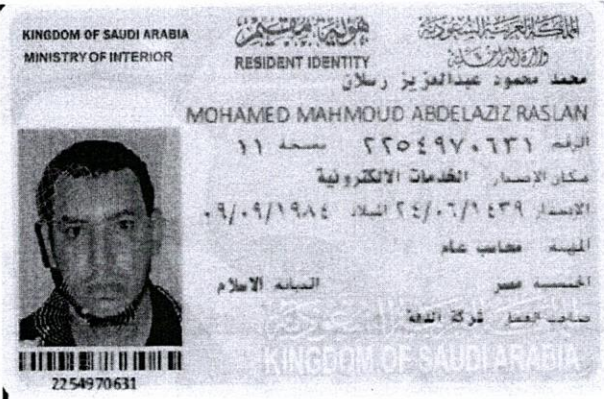 KINGDOM OF SAUDI ARABIA
MINISTRY OF INTERIOR
هوية مقيم
RESIDENT IDENTITY
المملكة العربية السعودية
وزارة الداخلية
محمد محمود عبدالعزيز رسلان
MOHAMED MAHMOUD ABDELAZIZ RASLAN
الرقم ٢٢٥٤٩٧٠٦٣١ نسخة ١١
مكان الإصدار الخدمات الالكترونية
الإصدار ٢٤/٠٦/١٤٣٩ الميلاد ٠٩/٠٩/١٩٨٤
المهنة محاسب عام
الجنسية مصر الديانة الاسلام
صاحب العمل شركة
KINGDOM OF SAUDI ARABIA
2254970631